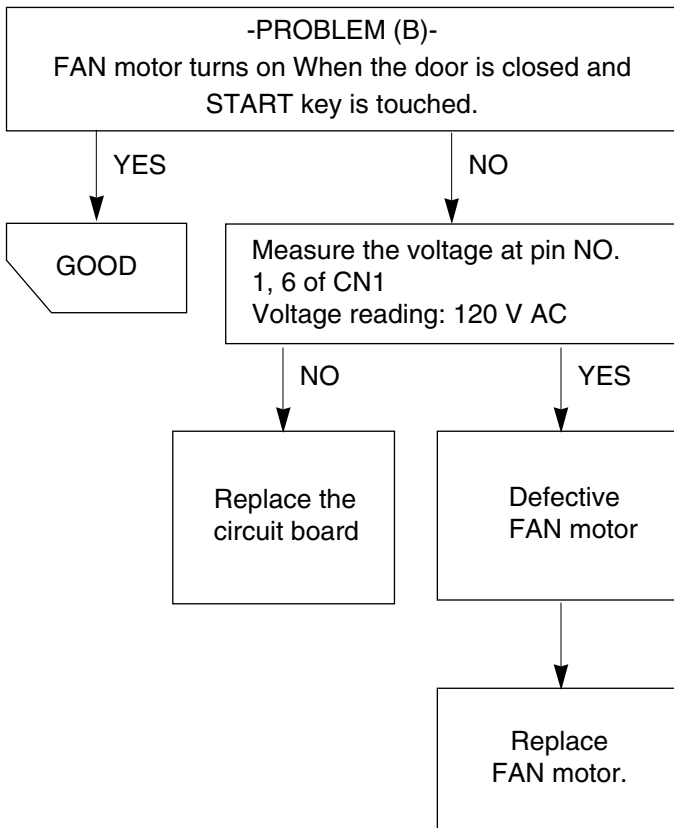 -PROBLEM (B)-
FAN motor turns on When the door is closed and
START key is touched.
YES
NO
GOOD
Measure the voltage at pin NO.
1, 6 of CN1
Voltage reading: 120 V AC
NO
YES
Replace the
circuit board
Defective
FAN motor
Replace
FAN motor.